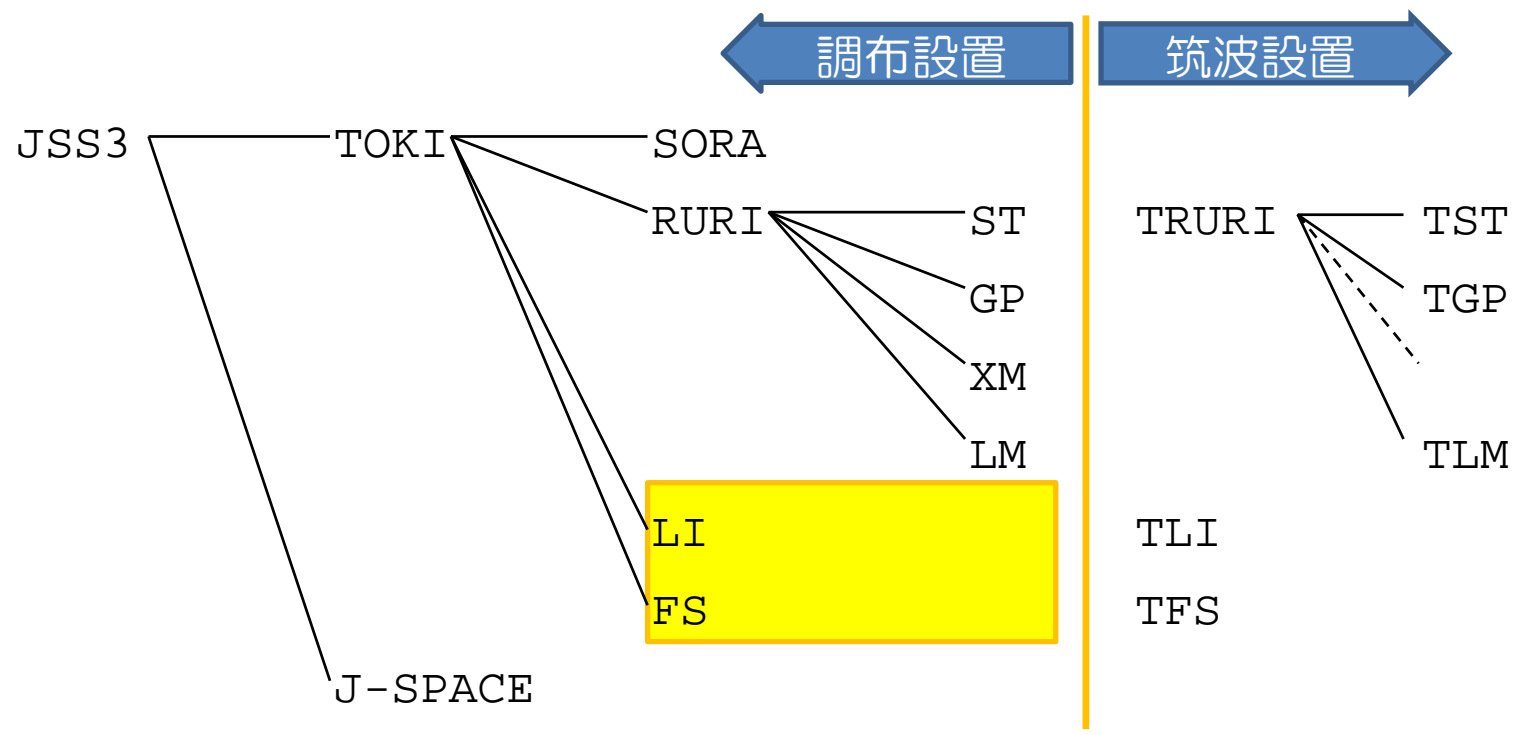 調布設置 筑波設置
JSS3 TOKI SORA
RURI ST TRURI TST
GP TGP
XM
LM TLM
LI TLI
FS TFS
J-SPACE